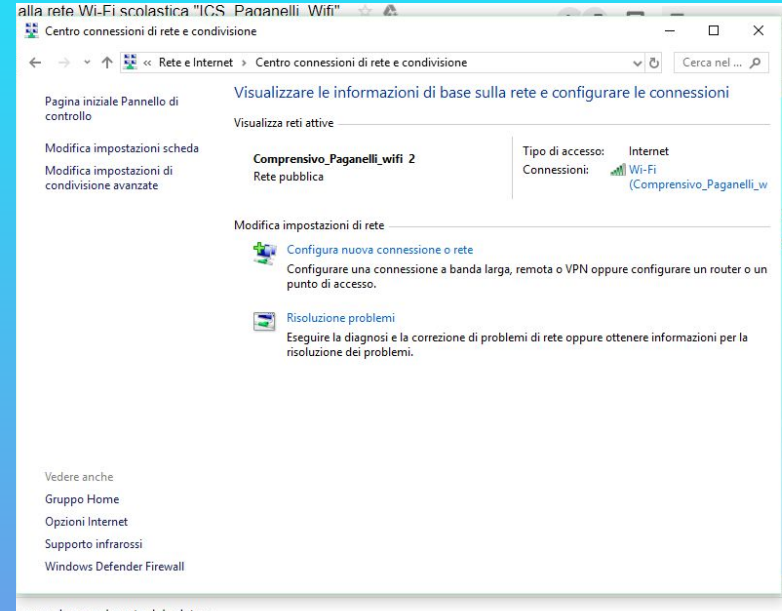 alla rete Wi-Fi scolastica "ICS_Paganelli_Wifi"
Centro connessioni di rete e condivisione
« Rete e Internet › Centro connessioni di rete e condivisione
Cerca nel ...
Pagina iniziale Pannello di
controllo
Modifica impostazioni scheda
Modifica impostazioni di
condivisione avanzate
Visualizzare le informazioni di base sulla rete e configurare le connessioni
Visualizza reti attive
Comprensivo_Paganelli_wifi 2
Rete pubblica
Tipo di accesso: Internet
Connessioni: Wi-Fi
(Comprensivo_Paganelli_w
Modifica impostazioni di rete
Configura nuova connessione o rete
Configurare una connessione a banda larga, remota o VPN oppure configurare un router o un
punto di accesso.
Risoluzione problemi
Eseguire la diagnosi e la correzione di problemi di rete oppure ottenere informazioni per la
risoluzione dei problemi.
Vedere anche
Gruppo Home
Opzioni Internet
Supporto infrarossi
Windows Defender Firewall